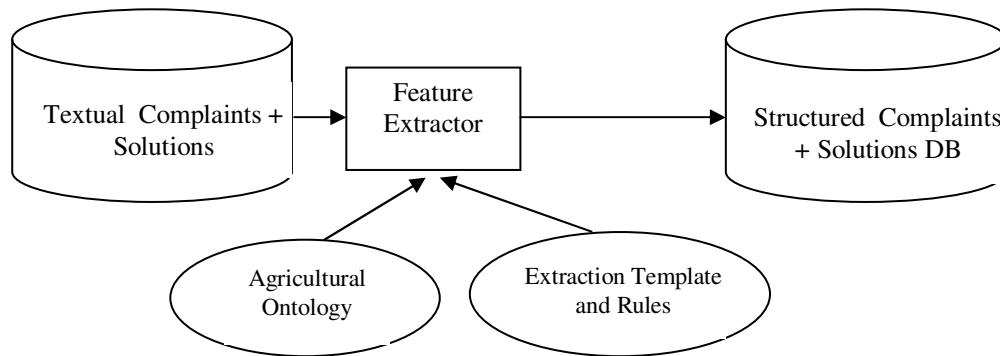 Textual Complaints +
Solutions
Feature
Extractor
Structured Complaints
+ Solutions DB
Agricultural
Ontology
Extraction Template
and Rules